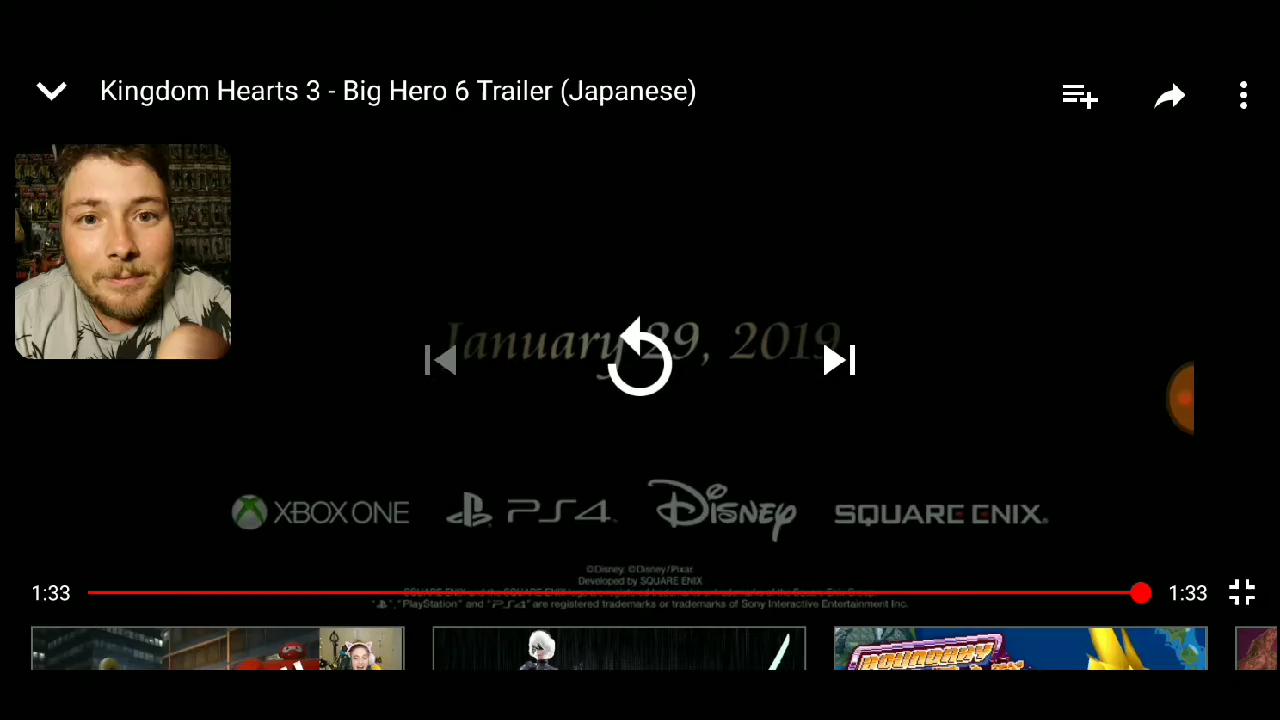 Kingdom Hearts 3 - Big Hero 6 Trailer (Japanese)
January 29, 2019
XBOX ONE PS4 Disney SQUARE ENIX
©Disney. ©Disney/Pixar.
Developed by SQUARE ENIX
1:33 1:33
"PlayStation" and "PS4" are registered trademarks or trademarks of Sony Interactive Entertainment Inc.